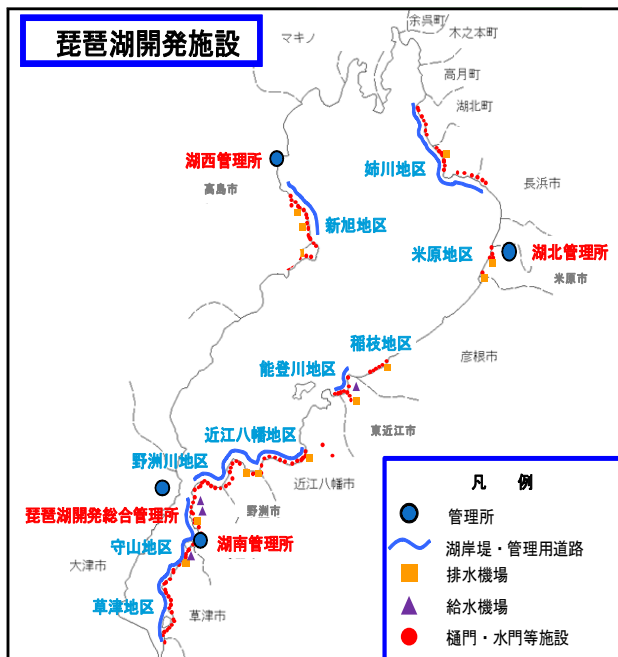 琵琶湖開発施設
余呉町
マキノ
木之本町
高月町
湖北町
湖西管理所
高島市
姉川地区
長浜市
新旭地区
米原地区
湖北管理所
米原市
稲枝地区
彦根市
能登川地区
東近江市
近江八幡地区
野洲川地区
近江八幡市
琵琶湖開発総合管理所
野洲市
守山地区
湖南管理所
大津市
草津地区
草津市
凡 例
管理所
湖岸堤・管理用道路
排水機場
給水機場
樋門・水門等施設